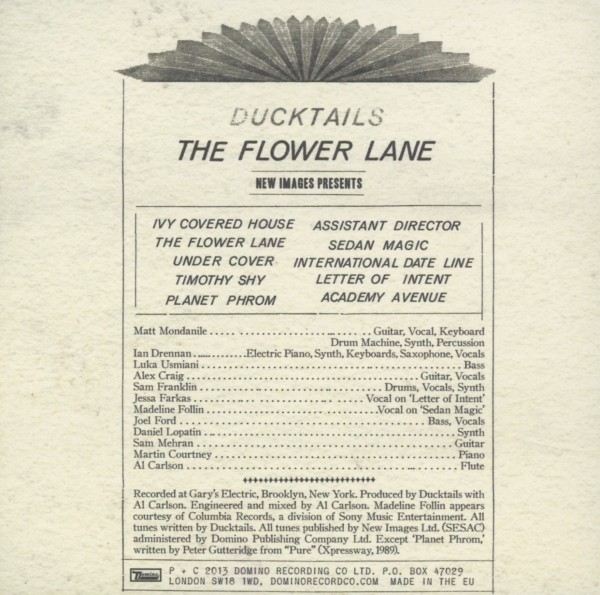 DUCKTAILS
THE FLOWER LANE
NEW IMAGES PRESENTS
IVY COVERED HOUSE
THE FLOWER LANE
UNDER COVER
TIMOTHY SHY
PLANET PHROM
ASSISTANT DIRECTOR
SEDAN MAGIC
INTERNATIONAL DATE LINE
LETTER OF INTENT
ACADEMY AVENUE
Matt Mondanile ..... .................... ..... Guitar, Vocal, Keyboard
Drum Machine, Synth, Percussion
Ian Drennan ..............Electric Piano, Synth, Keyboards, Saxophone, Vocals
Luka Usmiani ........................................ Bass
Alex Craig ........................................ Guitar, Vocals
Sam Franklin ........................................ Drums, Vocals, Synth
Jessa Farkas ........................................ Vocal on 'Letter of Intent'
Madeline Follin ........................................Vocal on 'Sedan Magic'
Joel Ford ........................................ Bass, Vocals
Daniel Lopatin ........................................ Synth
Sam Mehran ........................................ Guitar
Martin Courtney ........................................ Piano
Al Carlson ........................................ Flute
Recorded at Gary's Electric, Brooklyn, New York. Produced by Ducktails with
Al Carlson. Engineered and mixed by Al Carlson. Madeline Follin appears
courtesy of Columbia Records, a division of Sony Music Entertainment. All
tunes written by Ducktails. All tunes published by New Images Ltd. (SESAC)
administered by Domino Publishing Company Ltd. Except 'Planet Phrom,'
written by Peter Gutteridge from "Pure" (Xpressway, 1989).
Domino
P + C 2013 DOMINO RECORDING CO LTD. P.O. BOX 47029
LONDON SW18 1WD, DOMINORECORDCO.COM MADE IN THE EU